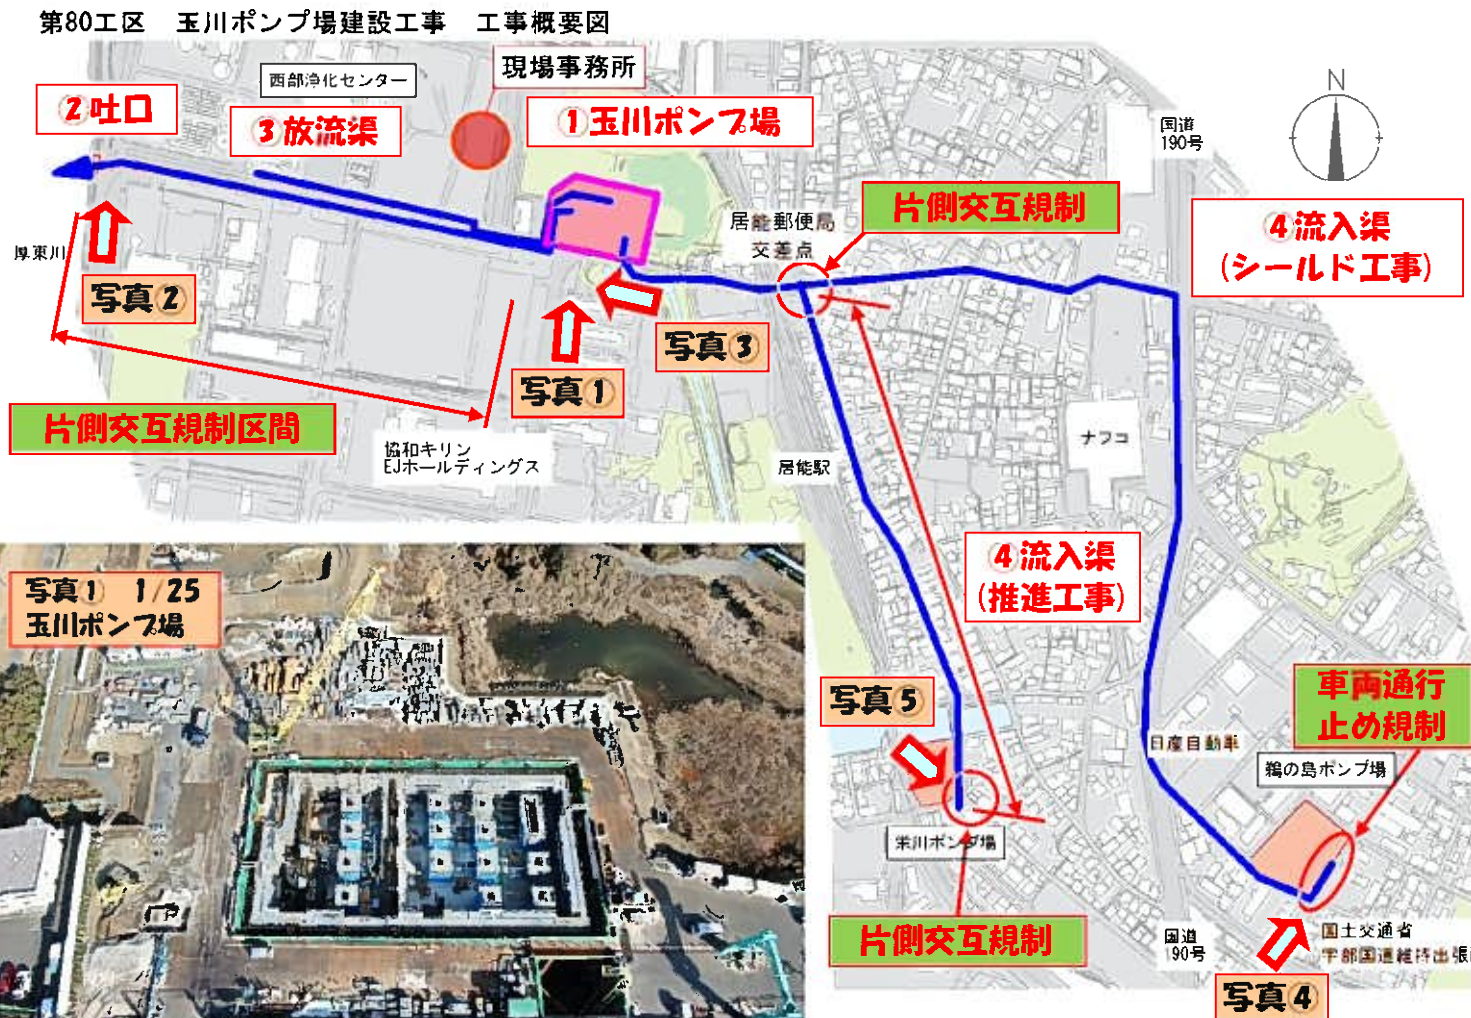 第80工区　玉川ポンプ場建設工事　工事概要図
現場事務所
西部浄化センター
②吐口
③放流渠
①玉川ポンプ場
N
国道
190号
片側交互規制
居能郵便局
交差点
④流入渠
(シールド工事)
厚東川
写真②
写真③
写真①
片側交互規制区間
協和キリン
EJホールディングス
居能駅
ナフコ
④流入渠
(推進工事)
写真①　1/25
玉川ポンプ場
写真⑤
車両通行
止め規制
日産自動車
鵜の島ポンプ場
栄川ポンプ場
片側交互規制
国道
190号
国土交通省
宇部国道維持出張
写真④